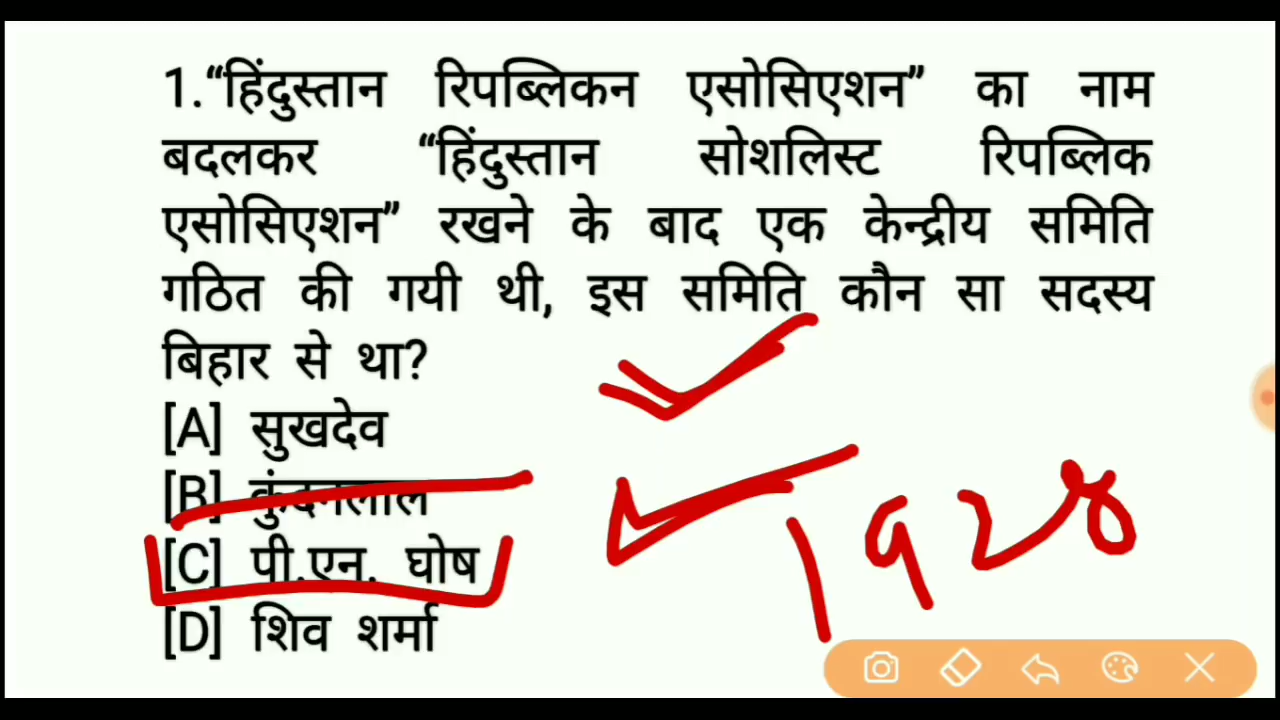 1.“हिंदुस्तान रिपब्लिकन एसोसिएशन” का नाम
बदलकर “हिंदुस्तान सोशलिस्ट रिपब्लिक
एसोसिएशन” रखने के बाद एक केन्द्रीय समिति
गठित की गयी थी, इस समिति कौन सा सदस्य
बिहार से था?
[A] सुखदेव
[B] कुंदनलाल
[C] पी.एन. घोष
[D] शिव शर्मा
1928